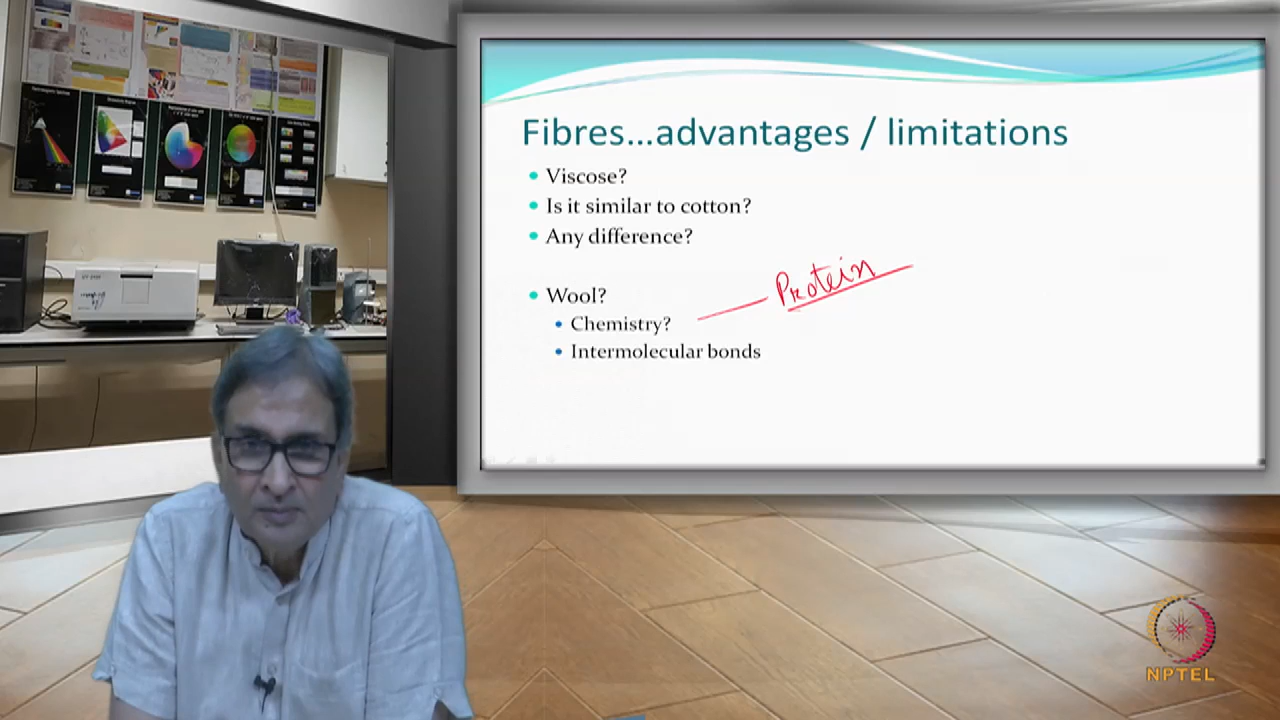 Fibres...advantages / limitations
Viscose?
Is it similar to cotton?
Any difference?
Wool?
Protein
Chemistry?
Intermolecular bonds
NPTEL